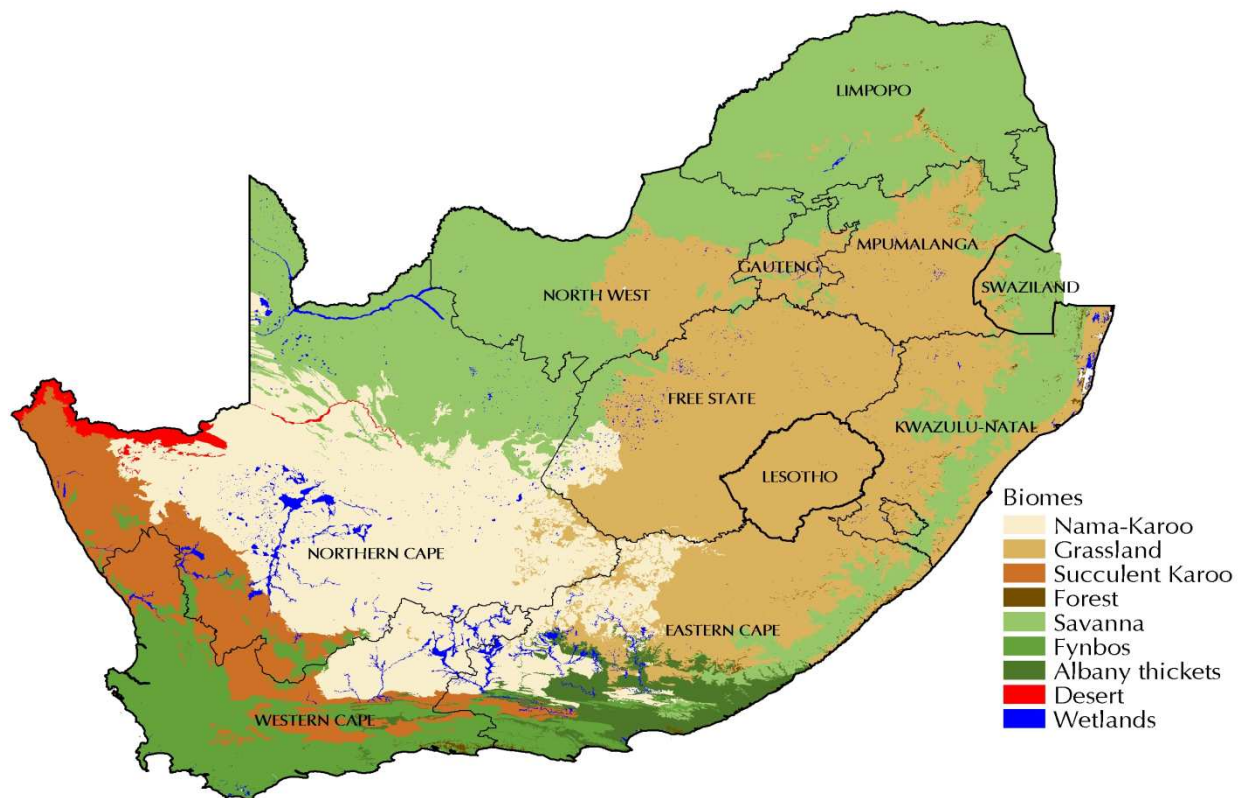 LIMPOPO
MPUMALANGA
GAUTENG
SWAZILAND
NORTH WEST
FREE STATE
KWAZULU-NATAL
LESOTHO
NORTHERN CAPE
EASTERN CAPE
WESTERN CAPE
Biomes
Nama-Karoo
Grassland
Succulent Karoo
Forest
Savanna
Fynbos
Albany thickets
Desert
Wetlands